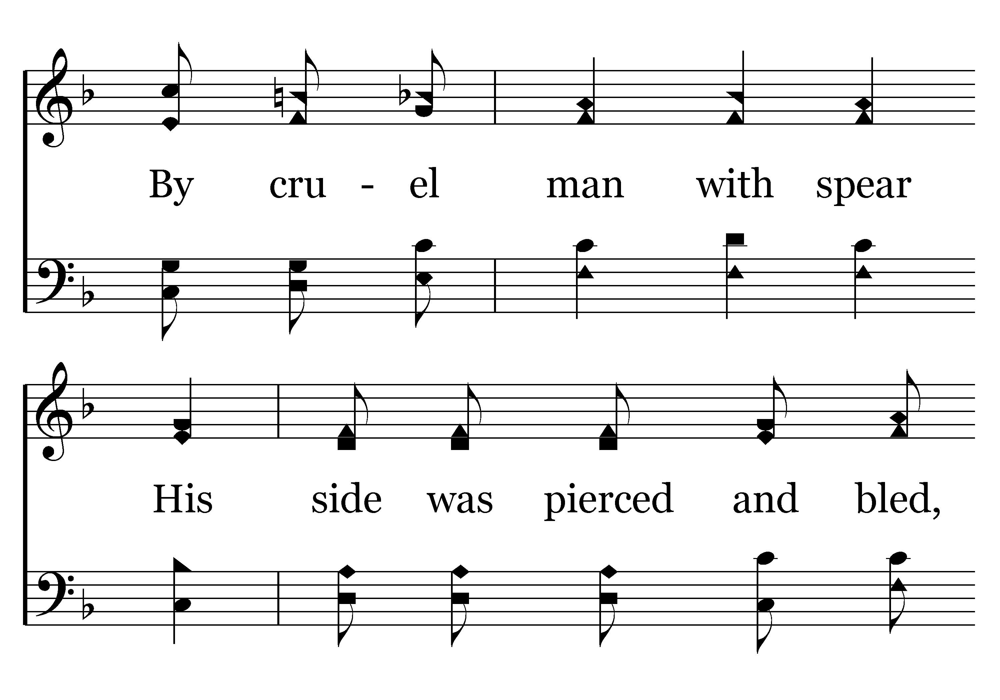 By cru - el man with spear
His side was pierced and bled,